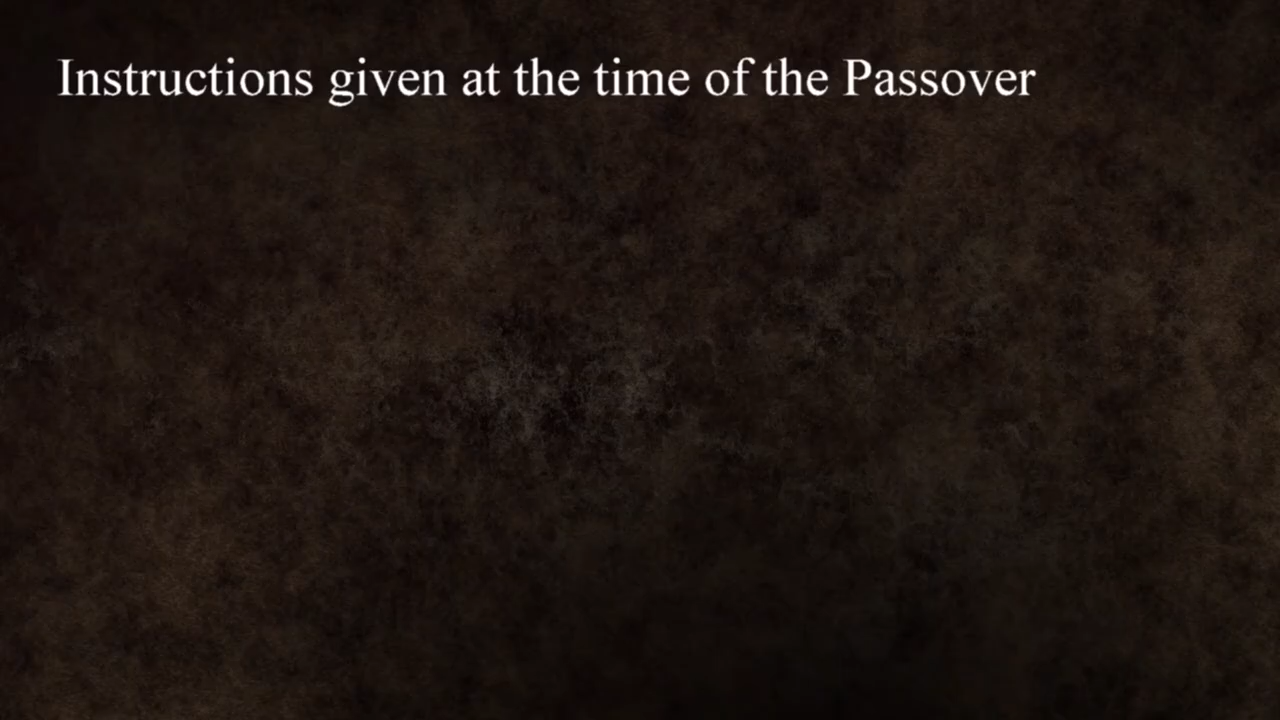 Instructions given at the time of the Passover